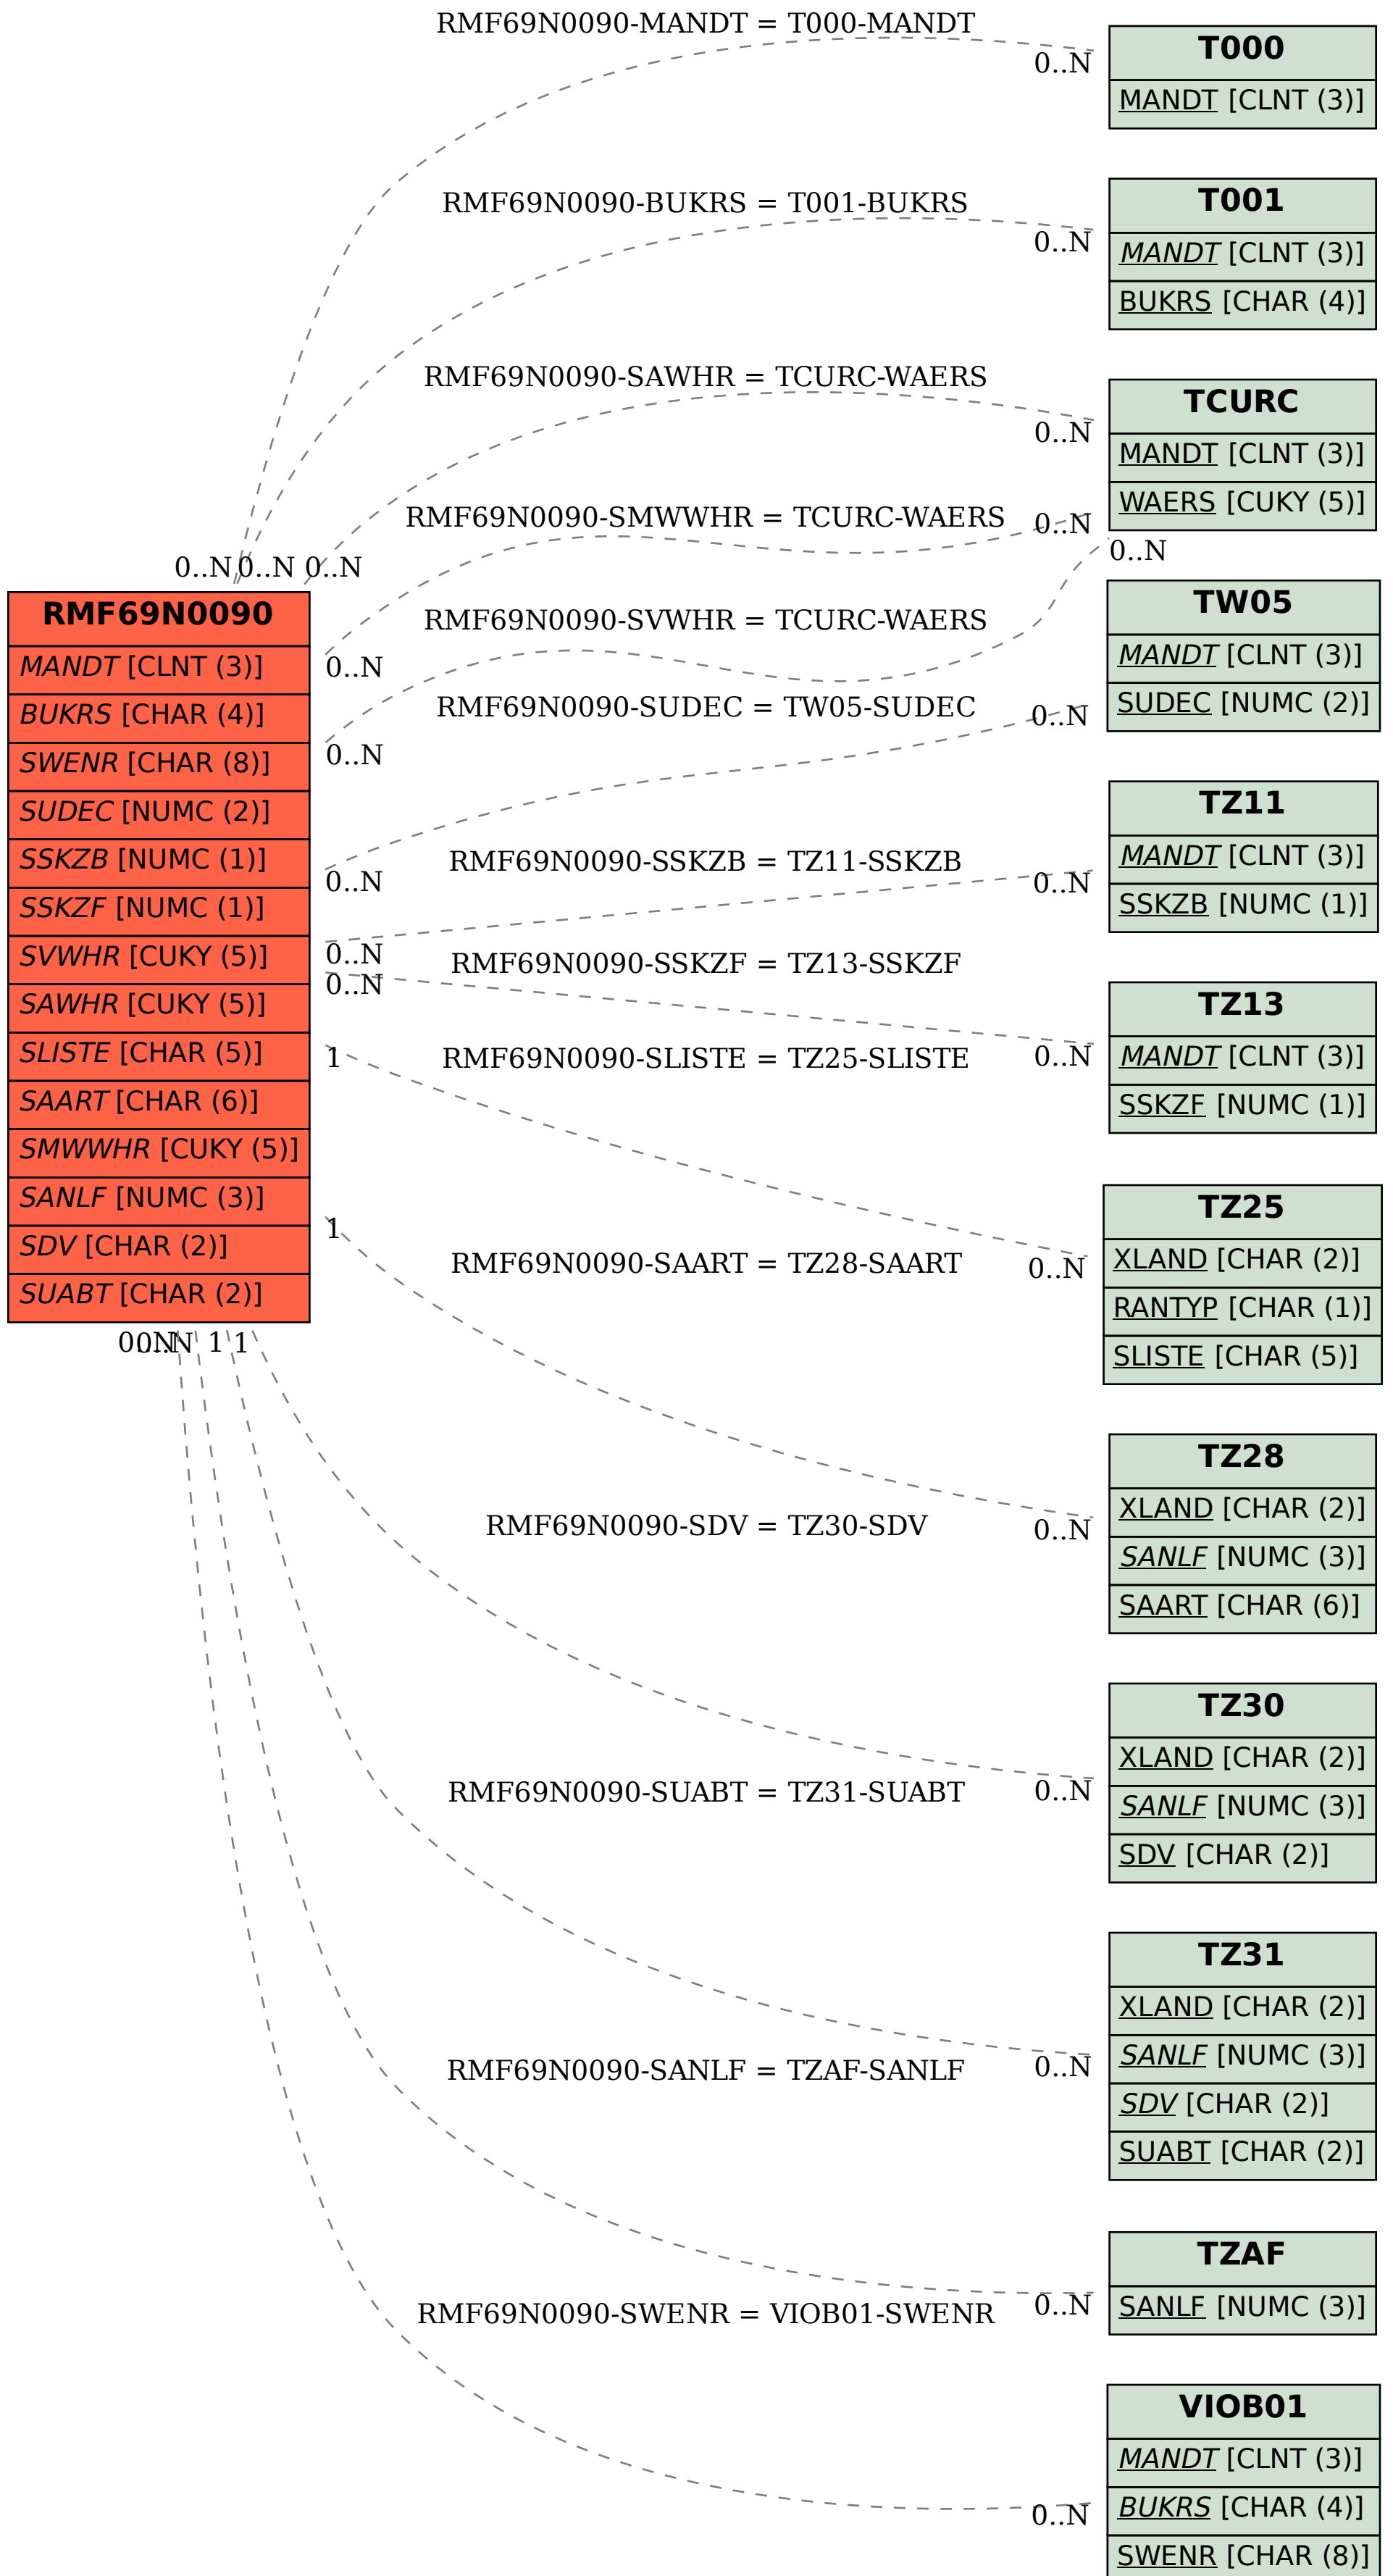 RMF69N0090-MANDT = T000-MANDT
0..N
T000
MANDT [CLNT (3)]
RMF69N0090-BUKRS = T001-BUKRS
0..N
T001
MANDT [CLNT (3)]
BUKRS [CHAR (4)]
RMF69N0090-SAWHR = TCURC-WAERS
0..N
TCURC
MANDT [CLNT (3)]
WAERS [CUKY (5)]
RMF69N0090-SMWWHR = TCURC-WAERS
0..N
0..N
0..N 0..N 0..N
RMF69N0090
MANDT [CLNT (3)]
BUKRS [CHAR (4)]
SWENR [CHAR (8)]
SUDEC [NUMC (2)]
SSKZB [NUMC (1)]
SSKZF [NUMC (1)]
SVWHR [CUKY (5)]
SAWHR [CUKY (5)]
SLISTE [CHAR (5)]
SAART [CHAR (6)]
SMWWHR [CUKY (5)]
SANLF [NUMC (3)]
SDV [CHAR (2)]
SUABT [CHAR (2)]
0..N
0..N
0..N
0..N
0..N
1
1
0..N
0..N
1
1
RMF69N0090-SVWHR = TCURC-WAERS
RMF69N0090-SUDEC = TW05-SUDEC
0..N
TW05
MANDT [CLNT (3)]
SUDEC [NUMC (2)]
RMF69N0090-SSKZB = TZ11-SSKZB
0..N
TZ11
MANDT [CLNT (3)]
SSKZB [NUMC (1)]
RMF69N0090-SSKZF = TZ13-SSKZF
0..N
TZ13
MANDT [CLNT (3)]
SSKZF [NUMC (1)]
RMF69N0090-SLISTE = TZ25-SLISTE
0..N
TZ25
XLAND [CHAR (2)]
RANTYP [CHAR (1)]
SLISTE [CHAR (5)]
RMF69N0090-SAART = TZ28-SAART
0..N
TZ28
XLAND [CHAR (2)]
SANLF [NUMC (3)]
SAART [CHAR (6)]
RMF69N0090-SDV = TZ30-SDV
0..N
TZ30
XLAND [CHAR (2)]
SANLF [NUMC (3)]
SDV [CHAR (2)]
RMF69N0090-SUABT = TZ31-SUABT
0..N
TZ31
XLAND [CHAR (2)]
SANLF [NUMC (3)]
SDV [CHAR (2)]
SUABT [CHAR (2)]
RMF69N0090-SANLF = TZAF-SANLF
0..N
TZAF
SANLF [NUMC (3)]
RMF69N0090-SWENR = VIOB01-SWENR
0..N
VIOB01
MANDT [CLNT (3)]
BUKRS [CHAR (4)]
SWENR [CHAR (8)]